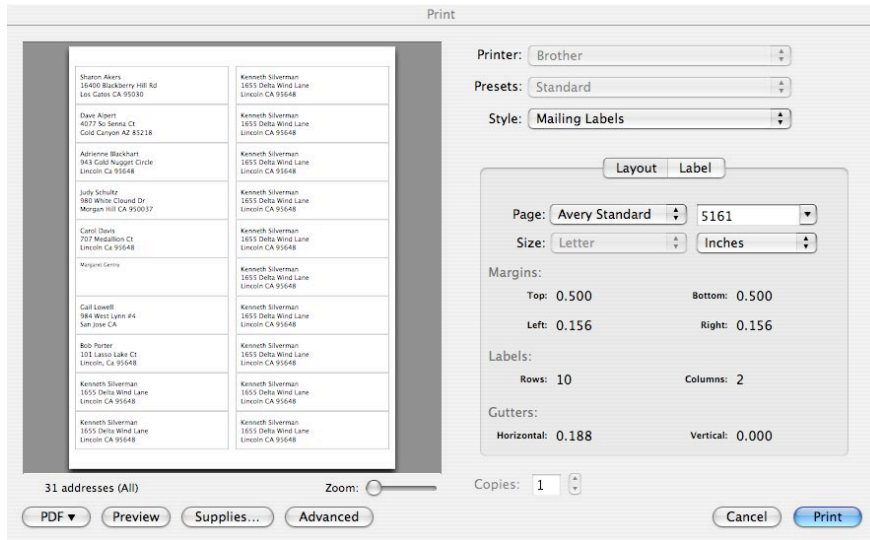 Print
Sharon Akers
16400 Blackberry Hill Rd
Los Gatos CA 95030
Kenneth Silverman
1655 Delta Wind Lane
Lincoln CA 95648
Dave Alpert
4077 So Senna Ct
Gold Canyon AZ 85218
Kenneth Silverman
1655 Delta Wind Lane
Lincoln CA 95648
Adrienne Blackhart
943 Gold Nugget Circle
Lincoln Ca 95648
Kenneth Silverman
1655 Delta Wind Lane
Lincoln CA 95648
Judy Schultz
980 White Clound Dr
Morgan Hill CA 950037
Kenneth Silverman
1655 Delta Wind Lane
Lincoln CA 95648
Carol Davis
707 Medallion Ct
Lincoln Ca 95648
Kenneth Silverman
1655 Delta Wind Lane
Lincoln CA 95648
Margaret Gentry
Kenneth Silverman
1655 Delta Wind Lane
Lincoln CA 95648
Gail Lowell
984 West Lynn #4
San Jose CA
Kenneth Silverman
1655 Delta Wind Lane
Lincoln CA 95648
Bob Porter
101 Lasso Lake Ct
Lincoln, Ca 95648
Kenneth Silverman
1655 Delta Wind Lane
Lincoln CA 95648
Kenneth Silverman
1655 Delta Wind Lane
Lincoln CA 95648
Kenneth Silverman
1655 Delta Wind Lane
Lincoln CA 95648
Kenneth Silverman
1655 Delta Wind Lane
Lincoln CA 95648
Kenneth Silverman
1655 Delta Wind Lane
Lincoln CA 95648
31 addresses (All)
Zoom:
PDF▼ Preview Supplies... Advanced
Printer: Brother
Presets: Standard
Style: Mailing Labels
Layout Label
Page: Avery Standard 5161
Size: Letter Inches
Margins:
Top: 0.500 Bottom: 0.500
Left: 0.156 Right: 0.156
Labels:
Rows: 10 Columns: 2
Gutters:
Horizontal: 0.188 Vertical: 0.000
Copies: 1
Cancel Print